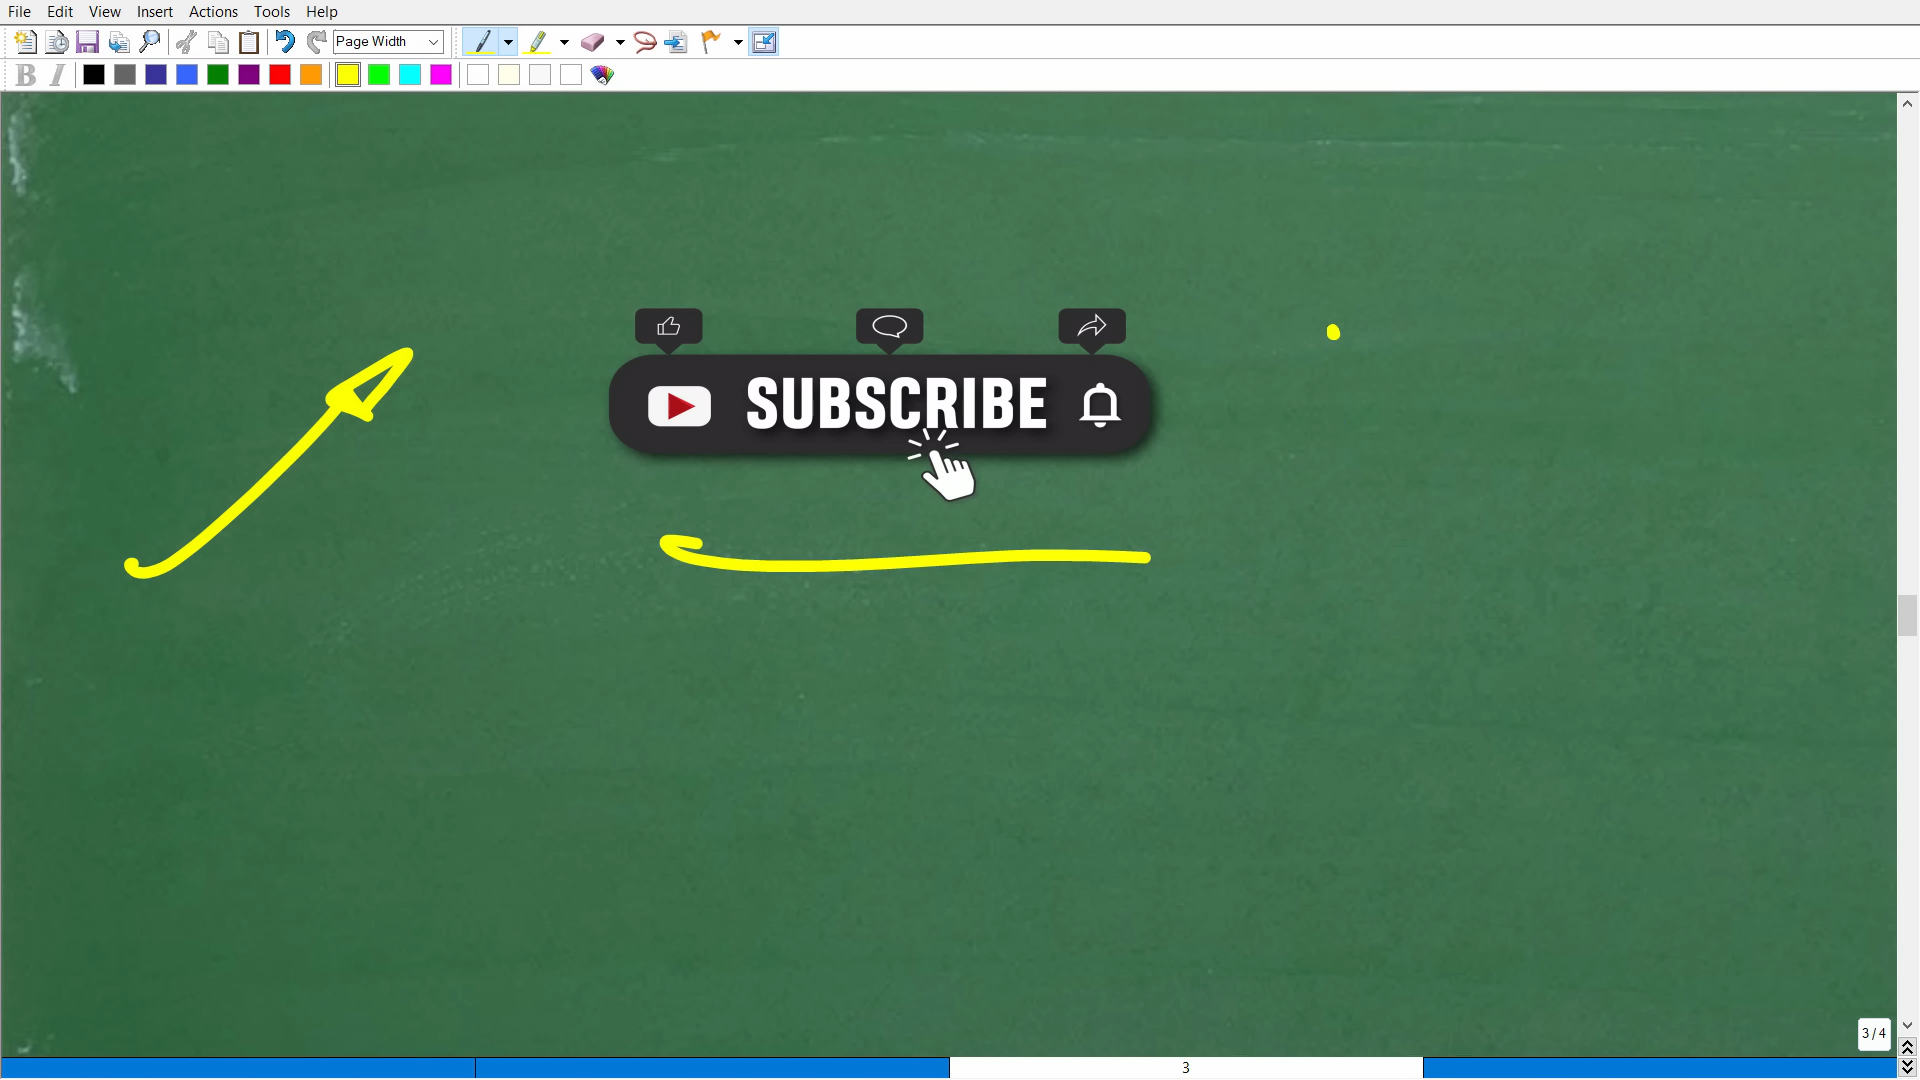 File Edit View Insert Actions Tools Help
Page Width
B I
SUBSCRIBE
3 / 4
3